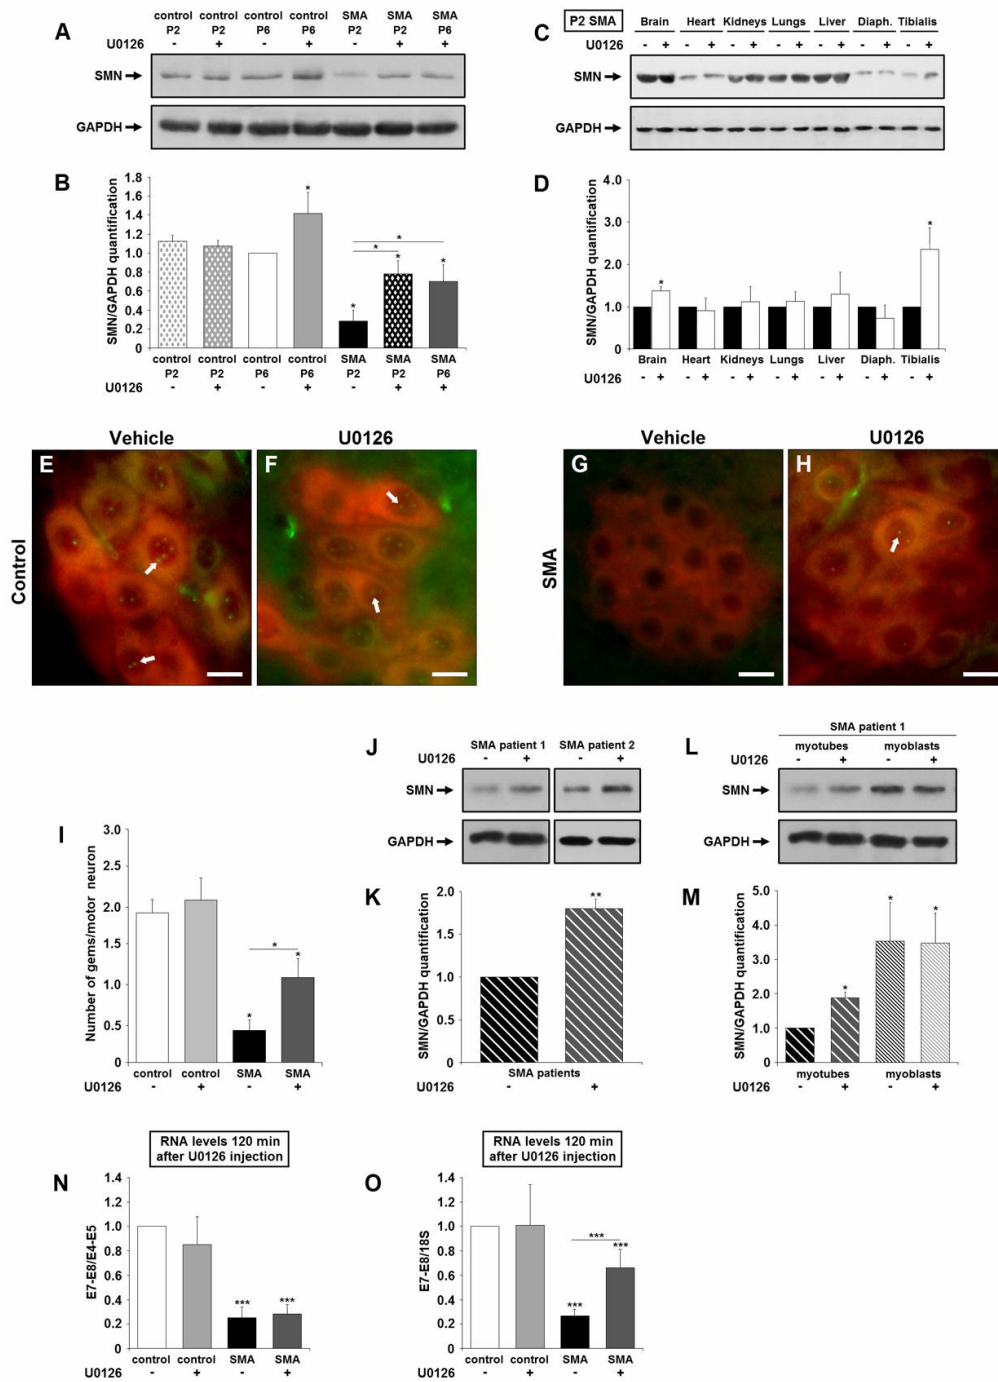 A
control control control control SMA SMA SMA
P2 P2 P6 P6 P2 P2 P6
U0126 - + - + - + +
SMN
GAPDH
B
SMN/GAPDH quantification
1.8
1.6
1.4
1.2
1.0
0.8
0.6
0.4
0.2
0
* * * * * *
control control control control SMA SMA SMA
P2 P2 P6 P6 P2 P2 P6
U0126 - + - + - + +
C
P2 SMA
Brain Heart Kidneys Lungs Liver Diaph. Tibialis
U0126 - + - + - + - + - + - + - +
SMN
GAPDH
D
SMN/GAPDH quantification
4.0
3.0
2.0
1.0
0
* *
Brain Heart Kidneys Lungs Liver Diaph. Tibialis
U0126 - + - + - + - + - + - + - +
Vehicle U0126
Control
E F
Vehicle U0126
SMA
G H
I
Number of gems/motor neuron
3.0
2.5
2.0
1.5
1.0
0.5
0
* * *
control control SMA SMA
U0126 - + - +
J
SMA patient 1 SMA patient 2
U0126 - + - +
SMN
GAPDH
K
SMN/GAPDH quantification
2.0
1.5
1.0
0.5
0
**
SMA patients
U0126 - +
L
SMA patient 1
myotubes myoblasts
U0126 - + - +
SMN
GAPDH
M
SMN/GAPDH quantification
5.0
4.0
3.0
2.0
1.0
0
* * *
myotubes myoblasts
U0126 - + - +
RNA levels 120 min
after U0126 injection
N
E7-E8/E4-E5
1.4
1.2
1.0
0.8
0.6
0.4
0.2
0
*** ***
control control SMA SMA
U0126 - + - +
RNA levels 120 min
after U0126 injection
O
E7-E8/18S
1.4
1.2
1.0
0.8
0.6
0.4
0.2
0
*** *** ***
control control SMA SMA
U0126 - + - +